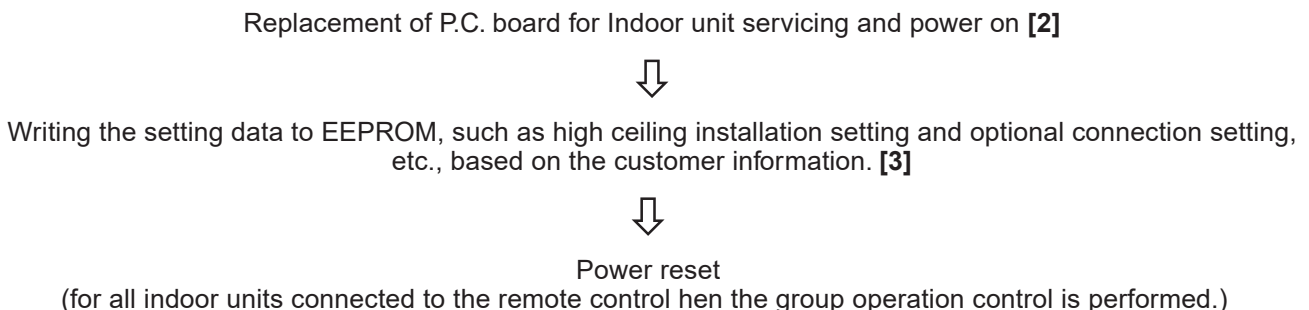 Replacement of P.C. board for Indoor unit servicing and power on [2]
Writing the setting data to EEPROM, such as high ceiling installation setting and optional connection setting,
etc., based on the customer information. [3]
Power reset
(for all indoor units connected to the remote control hen the group operation control is performed.)